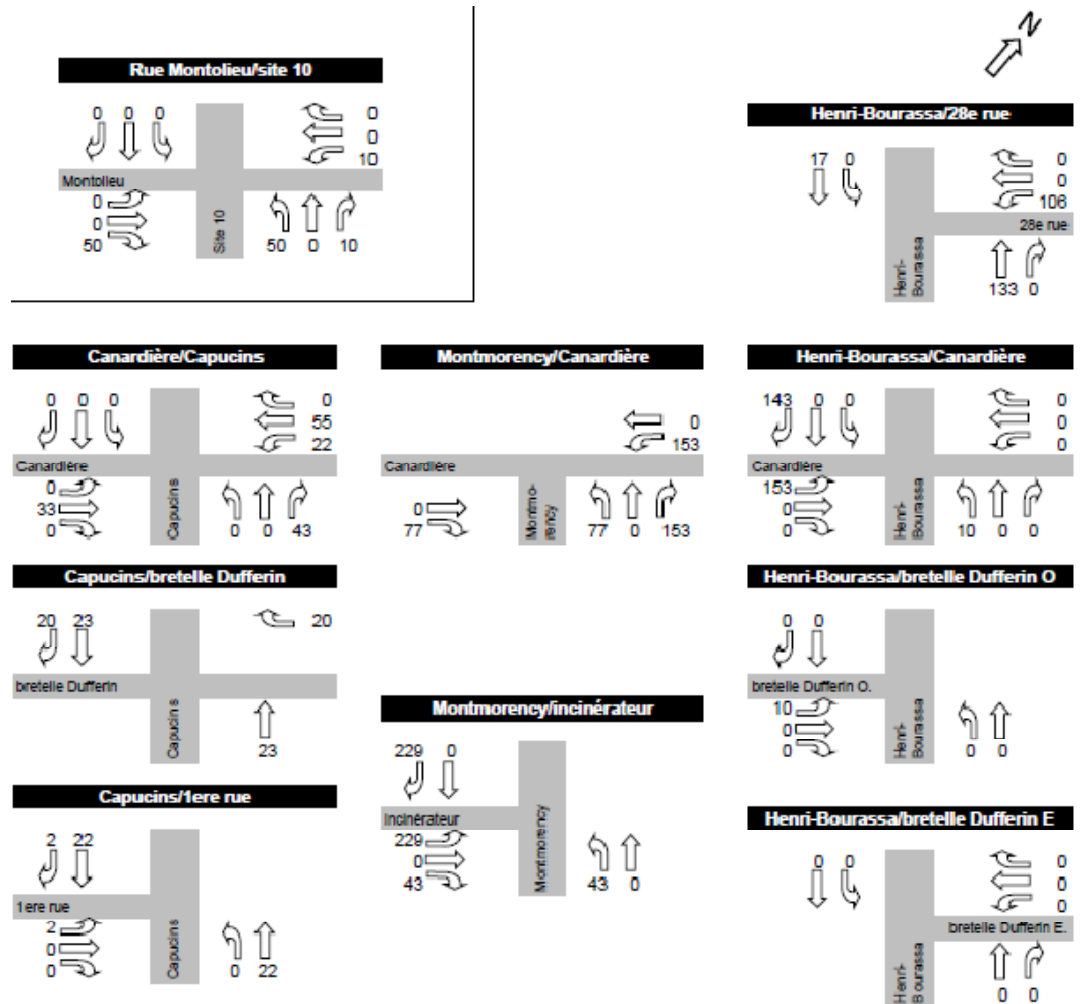 N
Rue Montolieu/site 10
0 0 0
0
0
10
Montolieu
0
0
50
Site 10
50 0 10
Henri-Bourassa/28e rue
17 0
0
0
106
28e rue
Henri-
Bourassa
133 0
Canardière/Capucins
0 0 0
0
55
22
Canardière
0
33
0
Capucins
0 0 43
Montmorency/Canardière
0
153
Canardière
0
77
Montmo-
rency
77 0 153
Henri-Bourassa/Canardière
143 0 0
0
0
0
Canardière
153
0
0
Henri-
Bourassa
10 0 0
Capucins/bretelle Dufferin
20 23
20
bretelle Dufferin
Capucins
23
Henri-Bourassa/bretelle Dufferin O
0 0
bretelle Dufferin O.
10
0
0
Henri-
Bourassa
0 0
Montmorency/incinérateur
229 0
Incinérateur
229
0
43
Montmorency
43 0
Capucins/1ere rue
2 22
1ere rue
2
0
0
Capucins
0 22
Henri-Bourassa/bretelle Dufferin E
0 0
0
0
0
bretelle Dufferin E.
Henri-
Bourassa
0 0